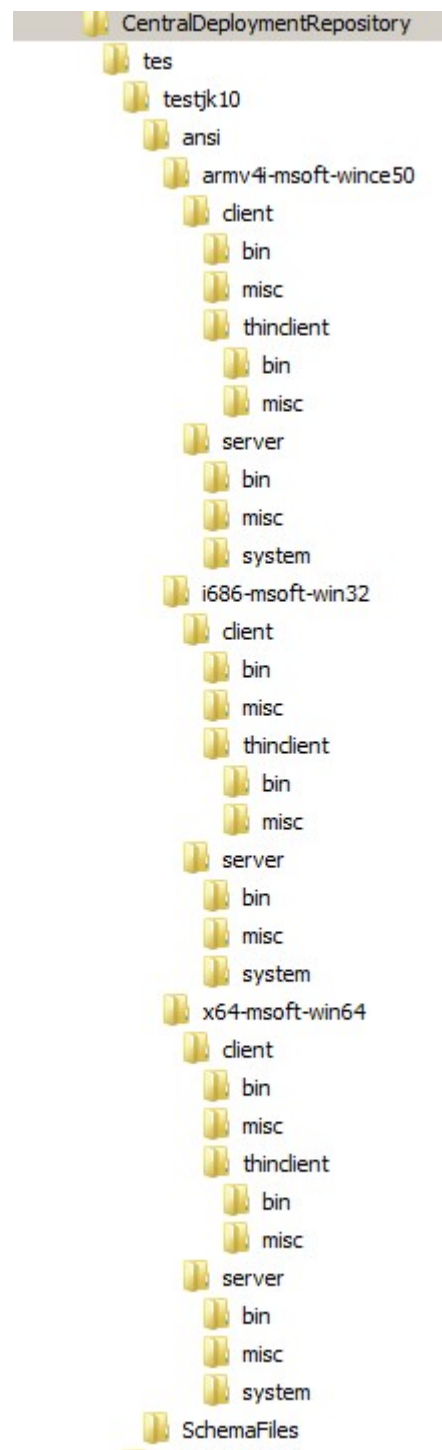 CentralDeploymentRepository
tes
testjk10
ansi
armv4i-msoft-wince50
client
bin
misc
thinclient
bin
misc
server
bin
misc
system
i686-msoft-win32
client
bin
misc
thinclient
bin
misc
server
bin
misc
system
x64-msoft-win64
client
bin
misc
thinclient
bin
misc
server
bin
misc
system
SchemaFiles